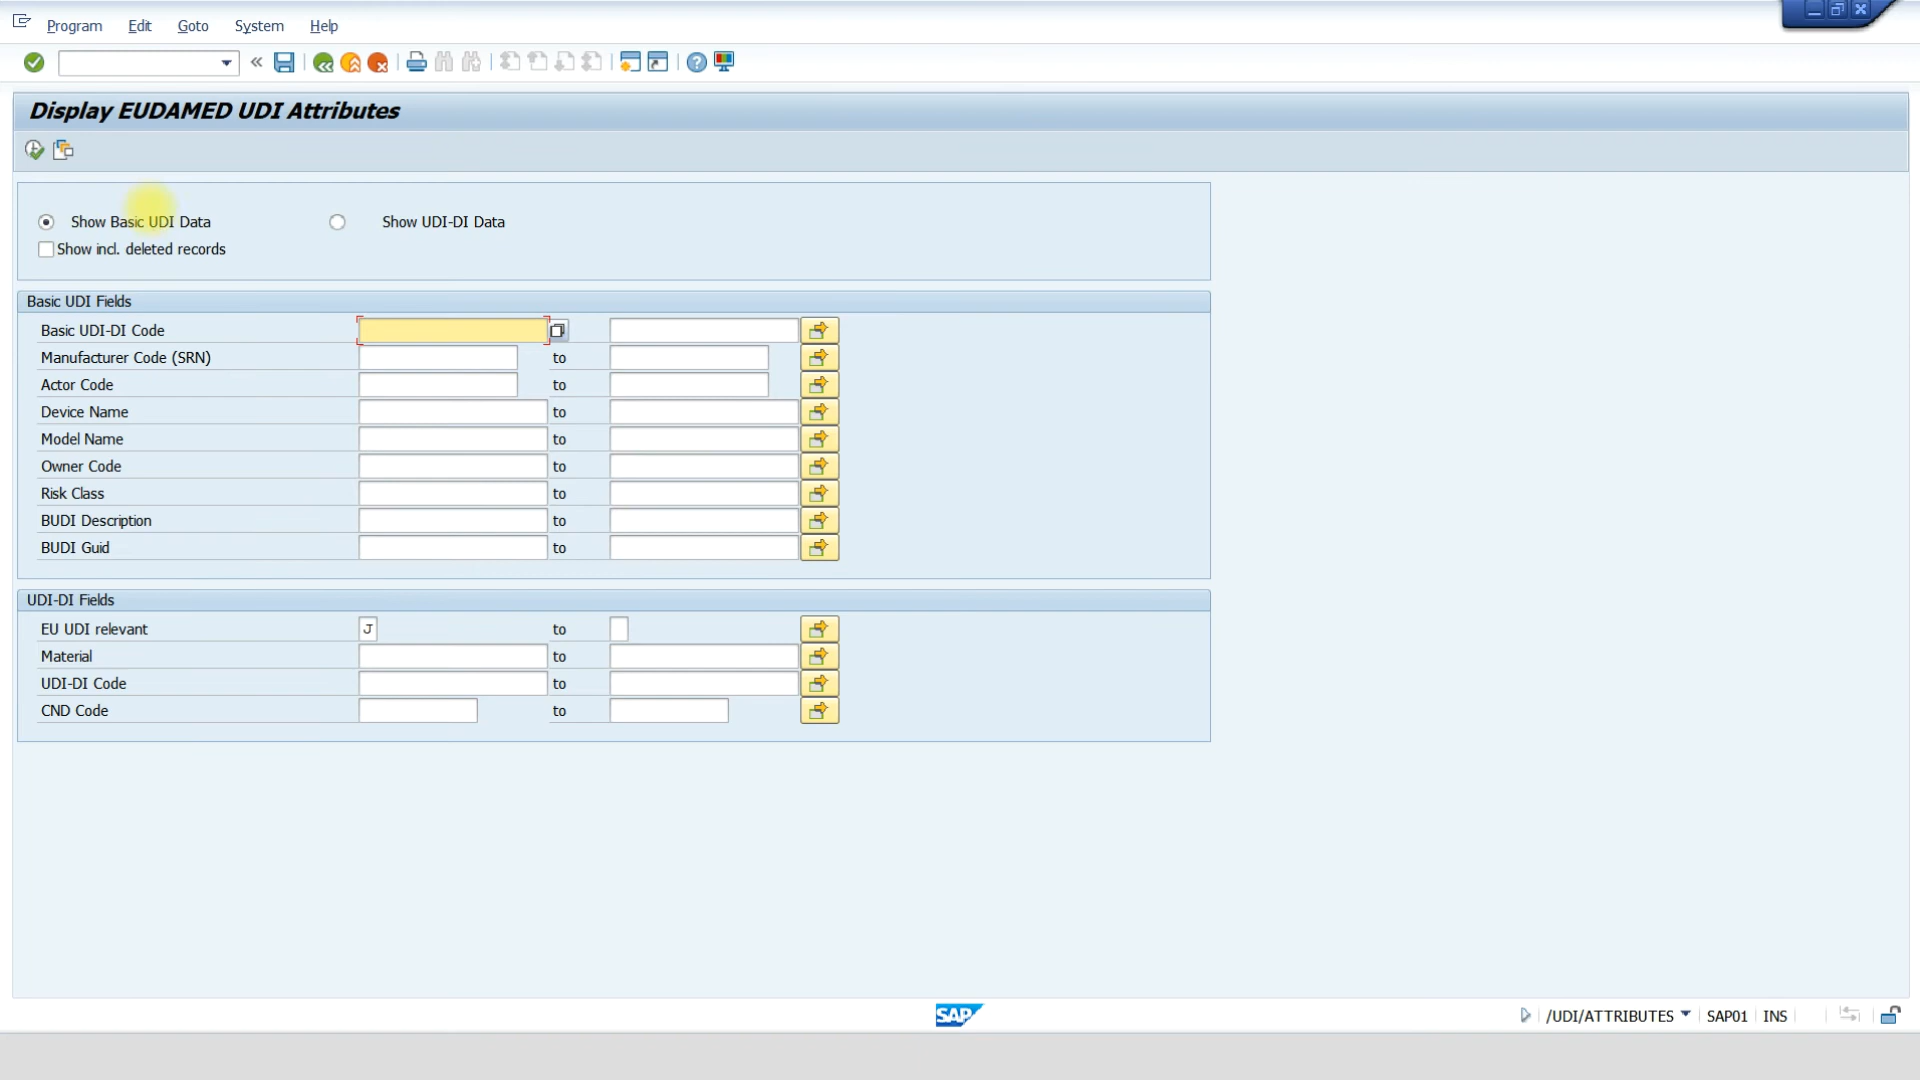 Program Edit Goto System Help
Display EUDAMED UDI Attributes
Show Basic UDI Data Show UDI-DI Data
Show incl. deleted records
Basic UDI Fields
Basic UDI-DI Code
Manufacturer Code (SRN) to
Actor Code to
Device Name to
Model Name to
Owner Code to
Risk Class to
BUDI Description to
BUDI Guid to
UDI-DI Fields
EU UDI relevant J to
Material to
UDI-DI Code to
CND Code to
SAP /UDI/ATTRIBUTES SAP01 INS